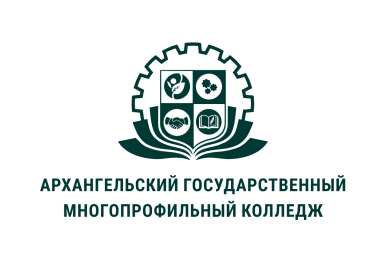 АРХАНГЕЛЬСКИЙ ГОСУДАРСТВЕННЫЙ
МНОГОПРОФИЛЬНЫЙ КОЛЛЕДЖ